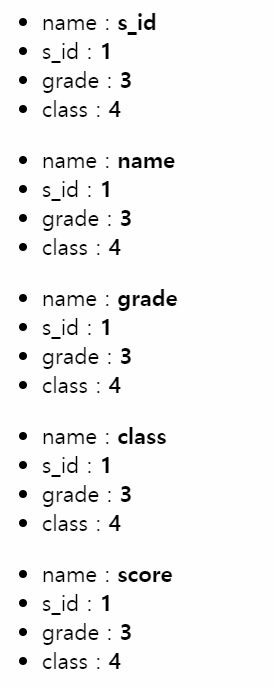 name : s_id
s_id : 1
grade : 3
class : 4
name : name
s_id : 1
grade : 3
class : 4
name : grade
s_id : 1
grade : 3
class : 4
name : class
s_id : 1
grade : 3
class : 4
name : score
s_id : 1
grade : 3
class : 4